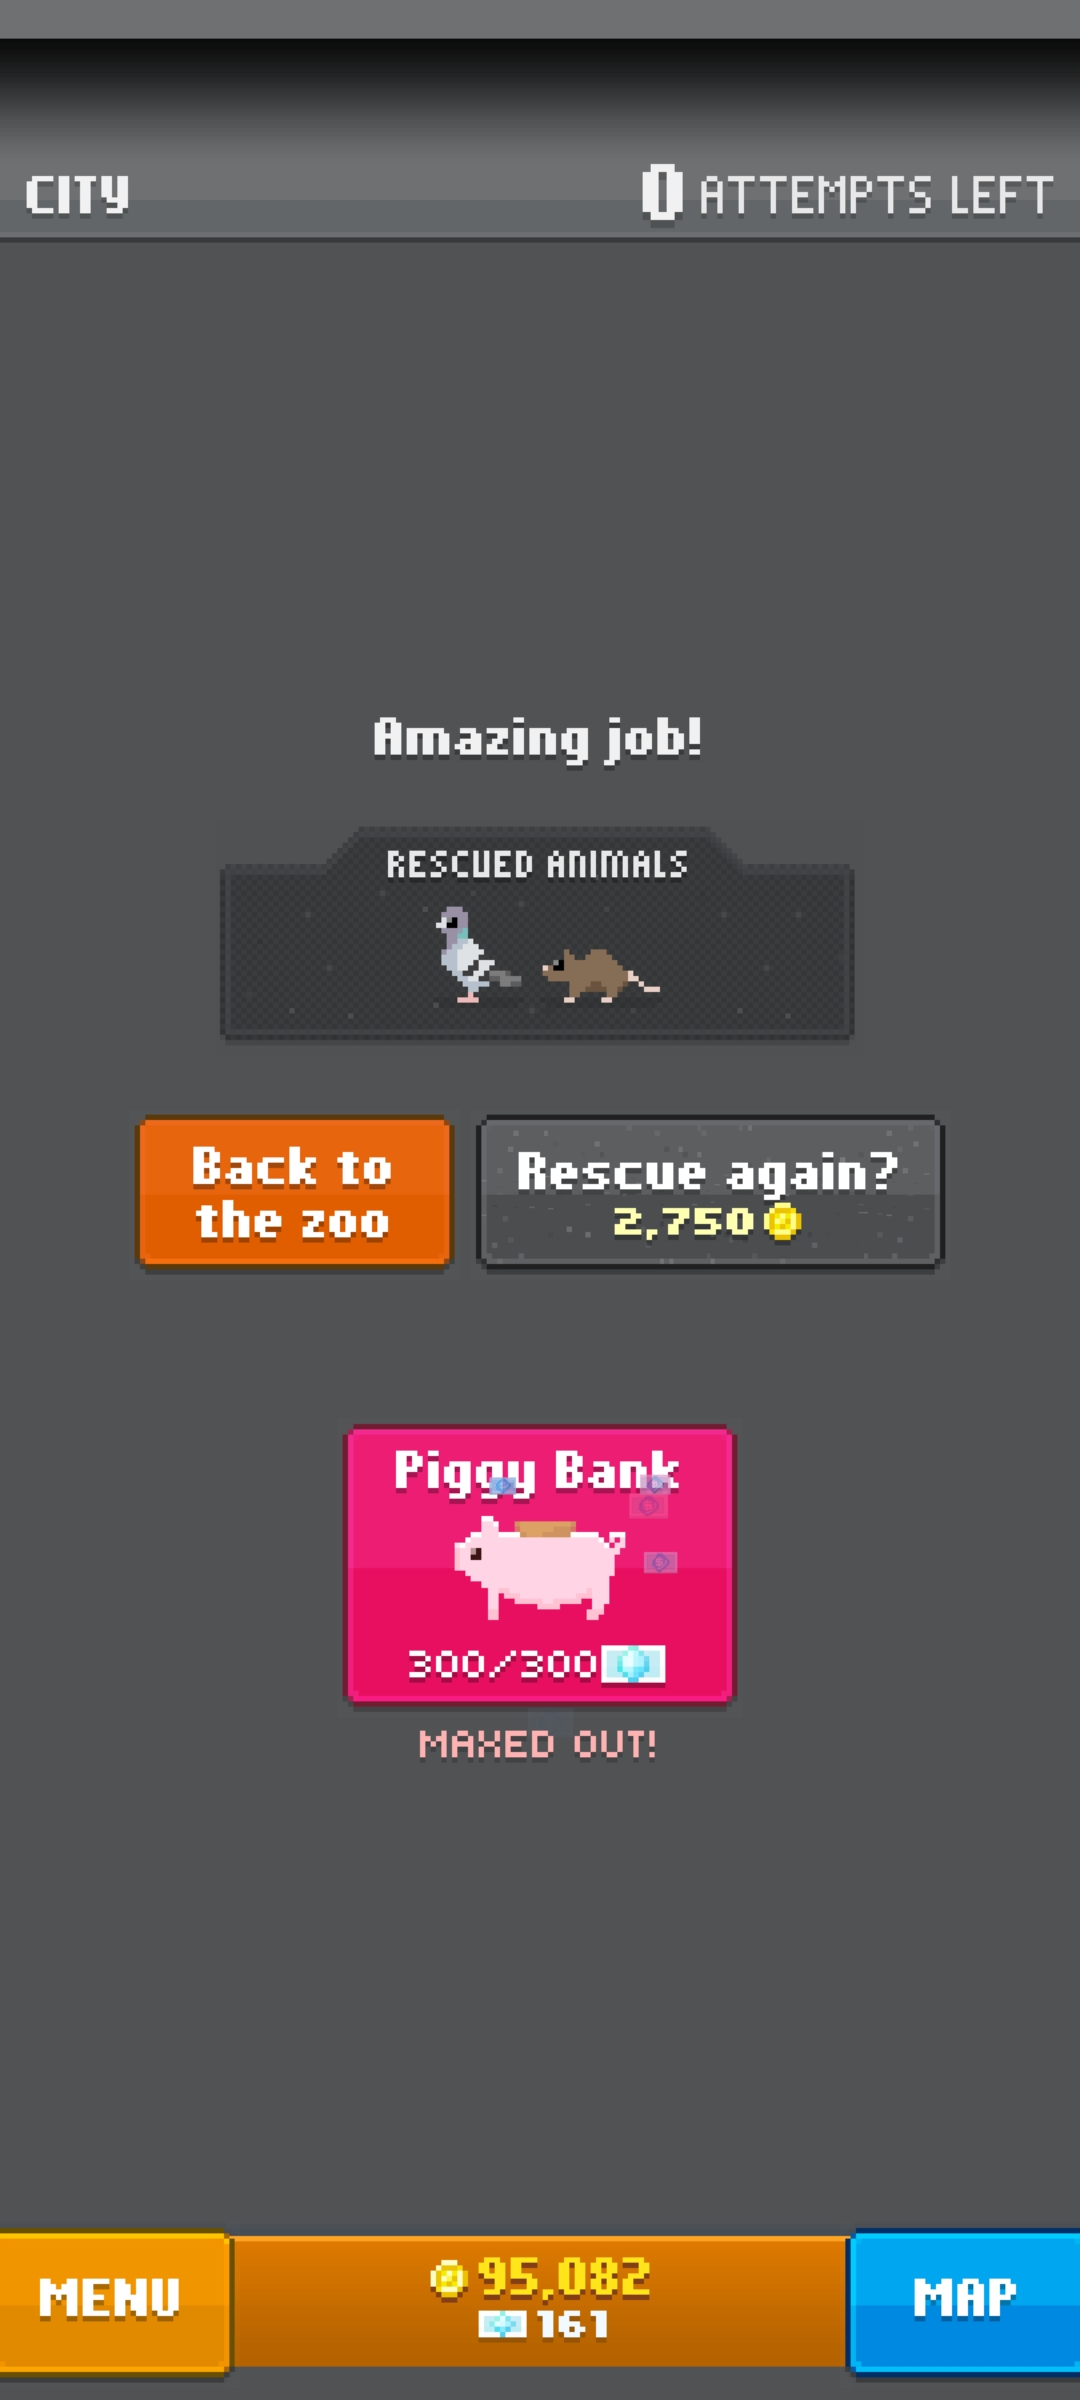 CITY
0 ATTEMPTS LEFT
Amazing job!
RESCUED ANIMALS
Back to
the zoo
Rescue again?
2,750
Piggy Bank
300/300
MAXED OUT!
MENU
95,082
161
MAP